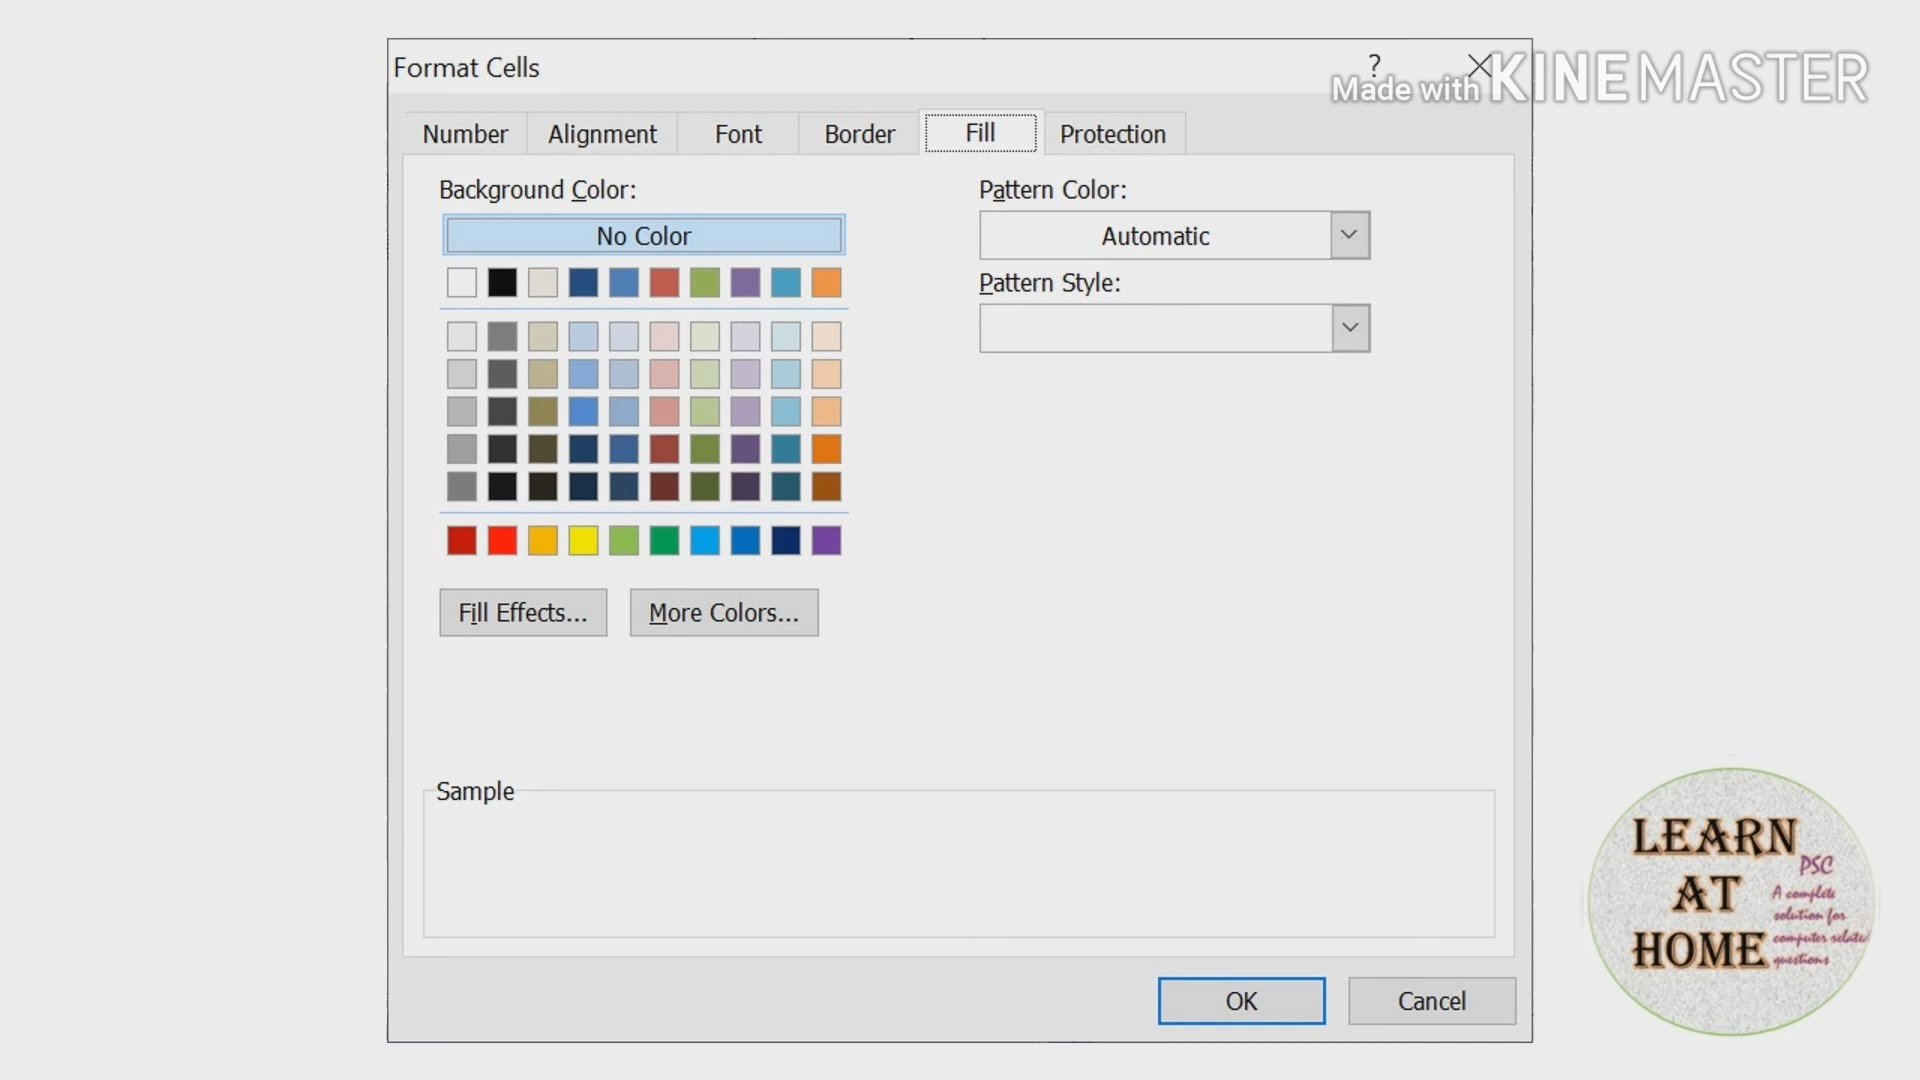 Format Cells
?
Made with KINEMASTER
Number Alignment Font Border Fill Protection
Background Color:
No Color
Pattern Color:
Automatic
Pattern Style:
Fill Effects...
More Colors...
Sample
OK
Cancel
LEARN
AT
HOME
PSC
A complete
solution for
computer related
questions